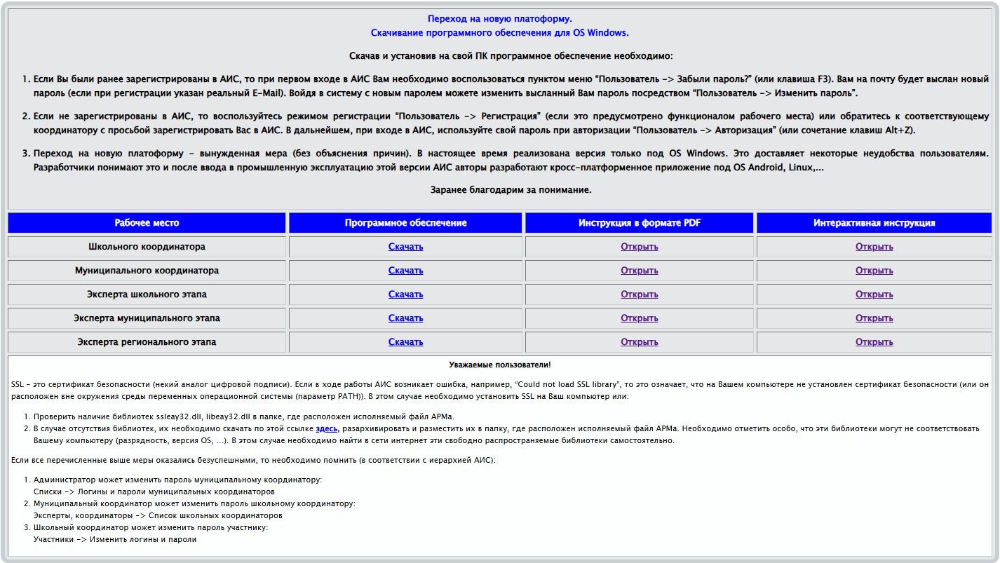 Переход на новую платоформу.
Скачивание программного обеспечения для OS Windows.
Скачав и установив на свой ПК программное обеспечение необходимо:
1. Если Вы были ранее зарегистрированы в АИС, то при первом входе в АИС Вам необходимо воспользоваться пунктом меню “Пользователь -> Забыли пароль?” (или клавиша F3). Вам на почту будет выслан новый
пароль (если при регистрации указан реальный E-Mail). Войдя в систему с новым паролем можете изменить высланный Вам пароль посредством “Пользователь -> Изменить пароль”.
2. Если не зарегистрированы в АИС, то воспользуйтесь режимом регистрации “Пользователь -> Регистрация” (если это предусмотрено функционалом рабочего места) или обратитесь к соответствующему
координатору с просьбой зарегистрировать Вас в АИС. В дальнейшем, при входе в АИС, используйте свой пароль при авторизации “Пользователь -> Авторизация” (или сочетание клавиш Alt+Z).
3. Переход на новую платоформу - вынужденная мера (без объяснения причин). В настоящее время реализована версия только под OS Windows. Это доставляет некоторые неудобства пользователям.
Разработчики понимают это и после ввода в промышленную эксплуатацию этой версии АИС авторы разработают кросс-платформенное приложение под OS Android, Linux,...
Заранее благодарим за понимание.
Рабочее место Программное обеспечение Инструкция в формате PDF Интерактивная инструкция
Школьного координатора Скачать Открыть Открыть
Муниципального координатора Скачать Открыть Открыть
Эксперта школьного этапа Скачать Открыть Открыть
Эксперта муниципального этапа Скачать Открыть Открыть
Эксперта регионального этапа Скачать Открыть Открыть
Уважаемые пользователи!
SSL - это сертификат безопасности (некий аналог цифровой подписи). Если в ходе работы АИС возникает ошибка, например, “Could not load SSL library”, то это означает, что на Вашем компьютере не установлен сертификат безопасности (или он
расположен вне окружения среды переменных операционной системы (параметр PATH)). В этом случае необходимо установить SSL на Ваш компьютер или:
1. Проверить наличие библиотек ssleay32.dll, libeay32.dll в папке, где расположен исполняемый файл АРМа.
2. В случае отсутствия библиотек, их необходимо скачать по этой ссылке здесь, разархивировать и разместить их в папку, где расположен исполняемый файл АРМа. Необходимо отметить особо, что эти библиотеки могут не соответствовать
Вашему компьютеру (разрядность, версия OS, ...). В этом случае необходимо найти в сети интернет эти свободно распространяемые библиотеки самостоятельно.
Если все перечисленные выше меры оказались безуспешными, то необходимо помнить (в соответствии с иерархией АИС):
1. Администратор может изменить пароль муниципальному координатору:
Списки -> Логины и пароли муниципальных координаторов
2. Муниципальный координатор может изменить пароль школьному координатору:
Эксперты, координаторы -> Список школьных координаторов
3. Школьный координатор может изменить пароль участнику:
Участники -> Изменить логины и пароли